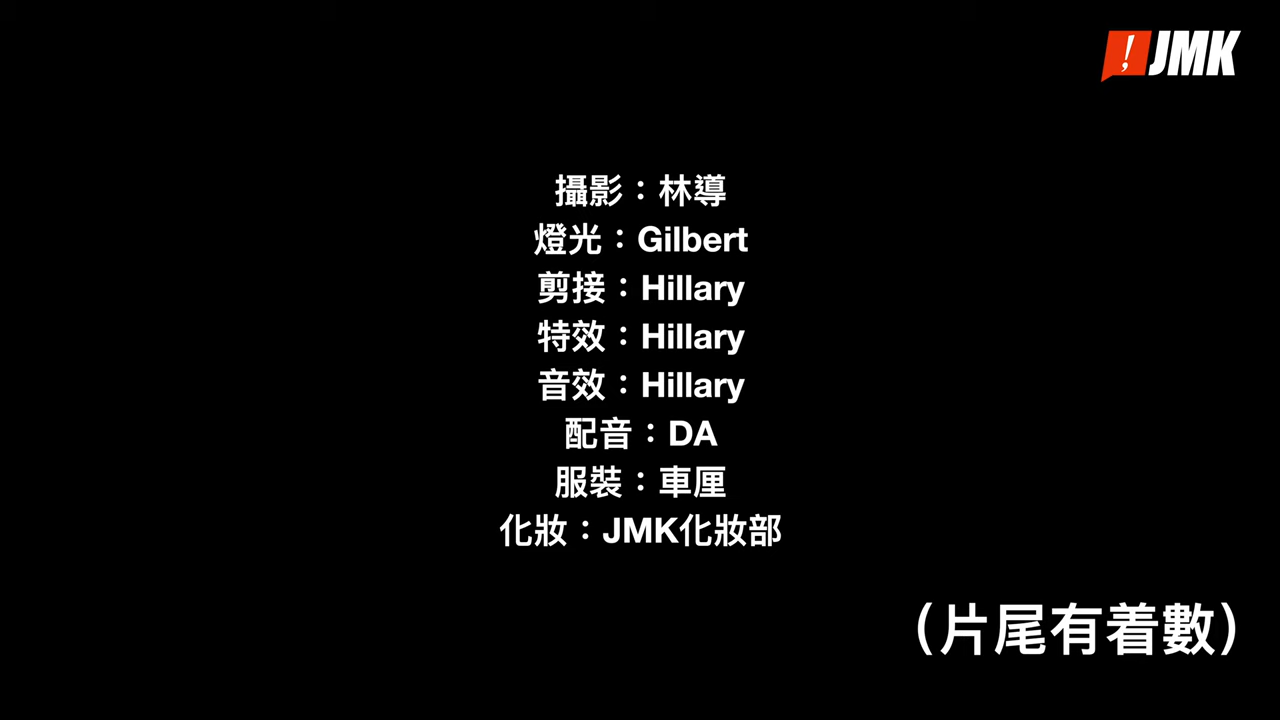 !JMK
攝影：林導
燈光：Gilbert
剪接：Hillary
特效：Hillary
音效：Hillary
配音：DA
服裝：車厘
化妝：JMK化妝部
（片尾有着數）